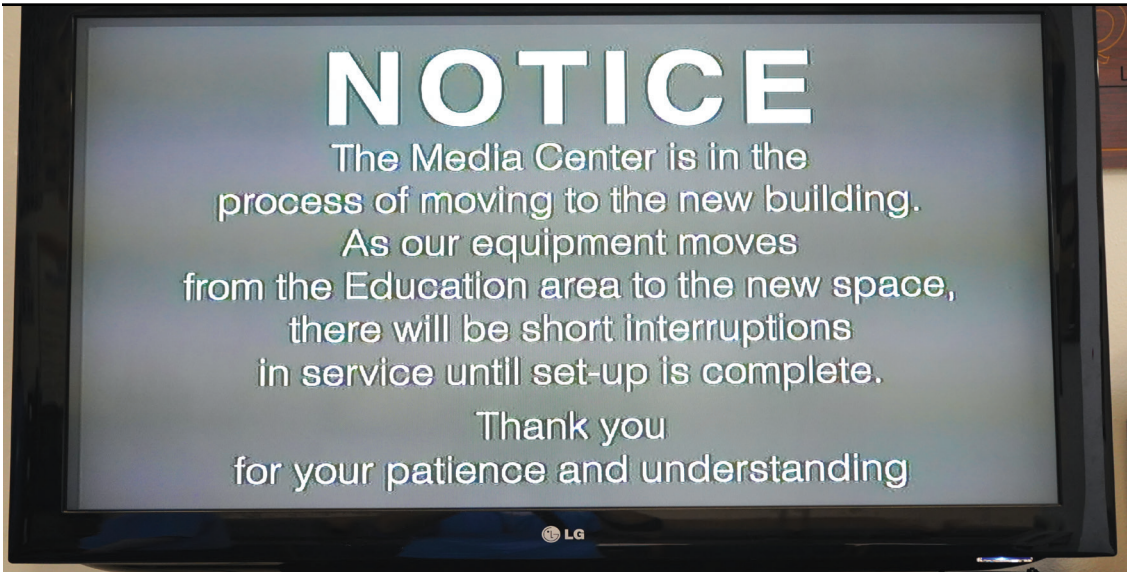 NOTICE
The Media Center is in the
process of moving to the new building.
As our equipment moves
from the Education area to the new space,
there will be short interruptions
in service until set-up is complete.
Thank you
for your patience and understanding
LG